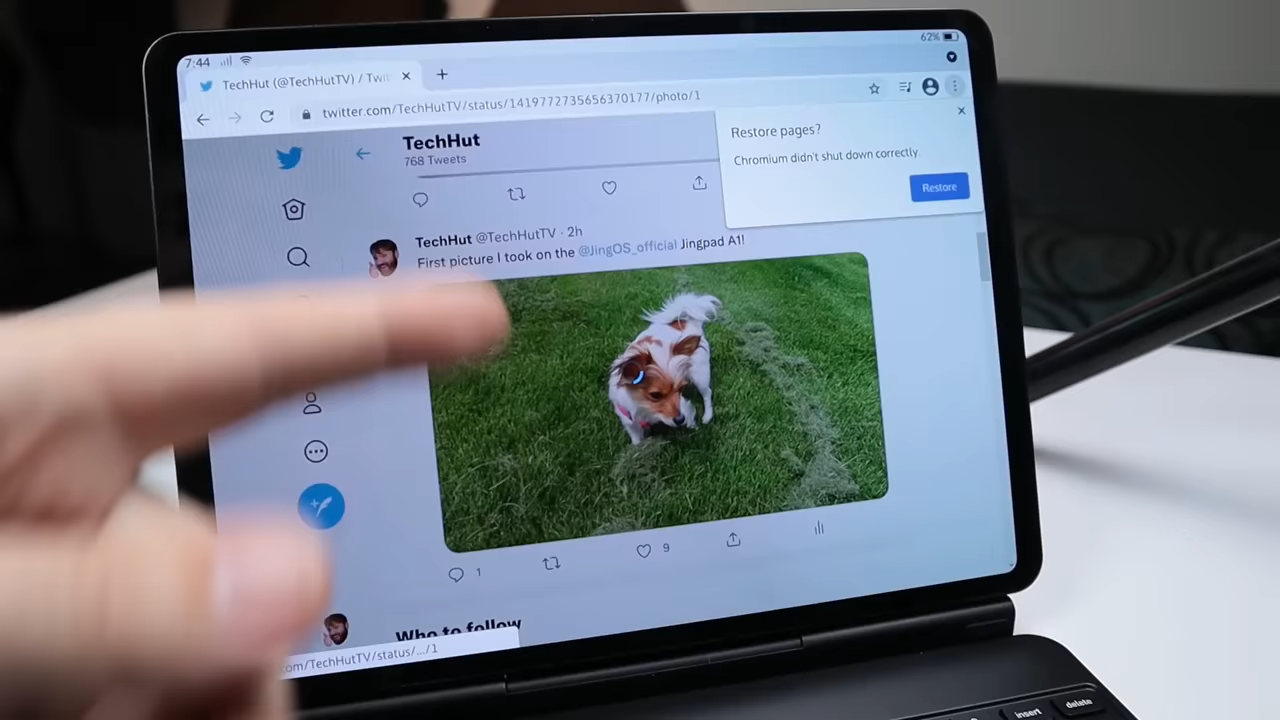 7:44
62%
TechHut (@TechHutTV) / Twit
twitter.com/TechHutTV/status/1419772735656370177/photo/1
Restore pages?
Chromium didn't shut down correctly.
Restore
TechHut
768 Tweets
TechHut @TechHutTV · 2h
First picture I took on the @JingOS_official Jingpad A1!
1
9
Who to follow
com/TechHutTV/status/.../1
insert
delete